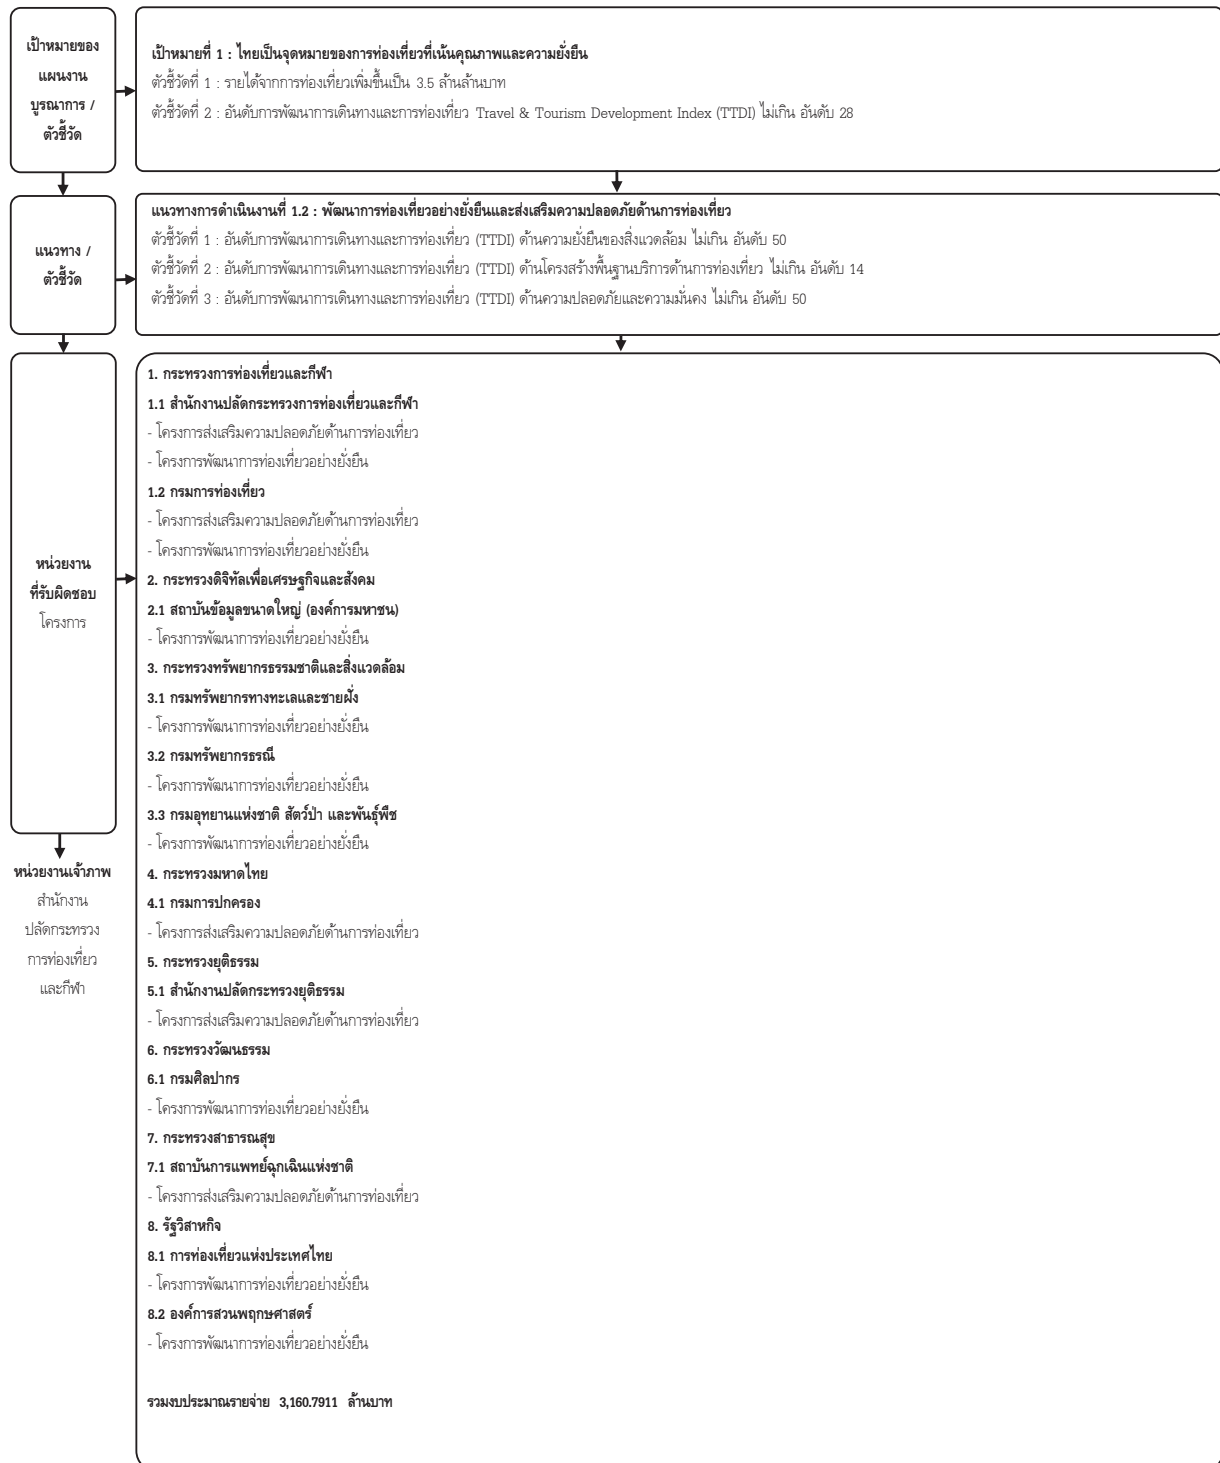 เป้าหมายของ
แผนงาน
บูรณาการ /
ตัวชี้วัด
เป้าหมายที่ 1 : ไทยเป็นจุดหมายของการท่องเที่ยวที่เน้นคุณภาพและความยั่งยืน
ตัวชี้วัดที่ 1 : รายได้จากการท่องเที่ยวเพิ่มขึ้นเป็น 3.5 ล้านล้านบาท
ตัวชี้วัดที่ 2 : อันดับการพัฒนาการเดินทางและการท่องเที่ยว Travel & Tourism Development Index (TTDI) ไม่เกิน อันดับ 28
แนวทาง /
ตัวชี้วัด
แนวทางการดำเนินงานที่ 1.2 : พัฒนาการท่องเที่ยวอย่างยั่งยืนและส่งเสริมความปลอดภัยด้านการท่องเที่ยว
ตัวชี้วัดที่ 1 : อันดับการพัฒนาการเดินทางและการท่องเที่ยว (TTDI) ด้านความยั่งยืนของสิ่งแวดล้อม ไม่เกิน อันดับ 50
ตัวชี้วัดที่ 2 : อันดับการพัฒนาการเดินทางและการท่องเที่ยว (TTDI) ด้านโครงสร้างพื้นฐานบริการด้านการท่องเที่ยว ไม่เกิน อันดับ 14
ตัวชี้วัดที่ 3 : อันดับการพัฒนาการเดินทางและการท่องเที่ยว (TTDI) ด้านความปลอดภัยและความมั่นคง ไม่เกิน อันดับ 50
หน่วยงาน
ที่รับผิดชอบ
โครงการ
หน่วยงานเจ้าภาพ
สำนักงาน
ปลัดกระทรวง
การท่องเที่ยว
และกีฬา
1. กระทรวงการท่องเที่ยวและกีฬา
1.1 สำนักงานปลัดกระทรวงการท่องเที่ยวและกีฬา
- โครงการส่งเสริมความปลอดภัยด้านการท่องเที่ยว
- โครงการพัฒนาการท่องเที่ยวอย่างยั่งยืน
1.2 กรมการท่องเที่ยว
- โครงการส่งเสริมความปลอดภัยด้านการท่องเที่ยว
- โครงการพัฒนาการท่องเที่ยวอย่างยั่งยืน
2. กระทรวงดิจิทัลเพื่อเศรษฐกิจและสังคม
2.1 สถาบันข้อมูลขนาดใหญ่ (องค์การมหาชน)
- โครงการพัฒนาการท่องเที่ยวอย่างยั่งยืน
3. กระทรวงทรัพยากรธรรมชาติและสิ่งแวดล้อม
3.1 กรมทรัพยากรทางทะเลและชายฝั่ง
- โครงการพัฒนาการท่องเที่ยวอย่างยั่งยืน
3.2 กรมทรัพยากรธรณี
- โครงการพัฒนาการท่องเที่ยวอย่างยั่งยืน
3.3 กรมอุทยานแห่งชาติ สัตว์ป่า และพันธุ์พืช
- โครงการพัฒนาการท่องเที่ยวอย่างยั่งยืน
4. กระทรวงมหาดไทย
4.1 กรมการปกครอง
- โครงการส่งเสริมความปลอดภัยด้านการท่องเที่ยว
5. กระทรวงยุติธรรม
5.1 สำนักงานปลัดกระทรวงยุติธรรม
- โครงการส่งเสริมความปลอดภัยด้านการท่องเที่ยว
6. กระทรวงวัฒนธรรม
6.1 กรมศิลปากร
- โครงการพัฒนาการท่องเที่ยวอย่างยั่งยืน
7. กระทรวงสาธารณสุข
7.1 สถาบันการแพทย์ฉุกเฉินแห่งชาติ
- โครงการส่งเสริมความปลอดภัยด้านการท่องเที่ยว
8. รัฐวิสาหกิจ
8.1 การท่องเที่ยวแห่งประเทศไทย
- โครงการพัฒนาการท่องเที่ยวอย่างยั่งยืน
8.2 องค์การสวนพฤกษศาสตร์
- โครงการพัฒนาการท่องเที่ยวอย่างยั่งยืน
รวมงบประมาณรายจ่าย 3,160.7911 ล้านบาท